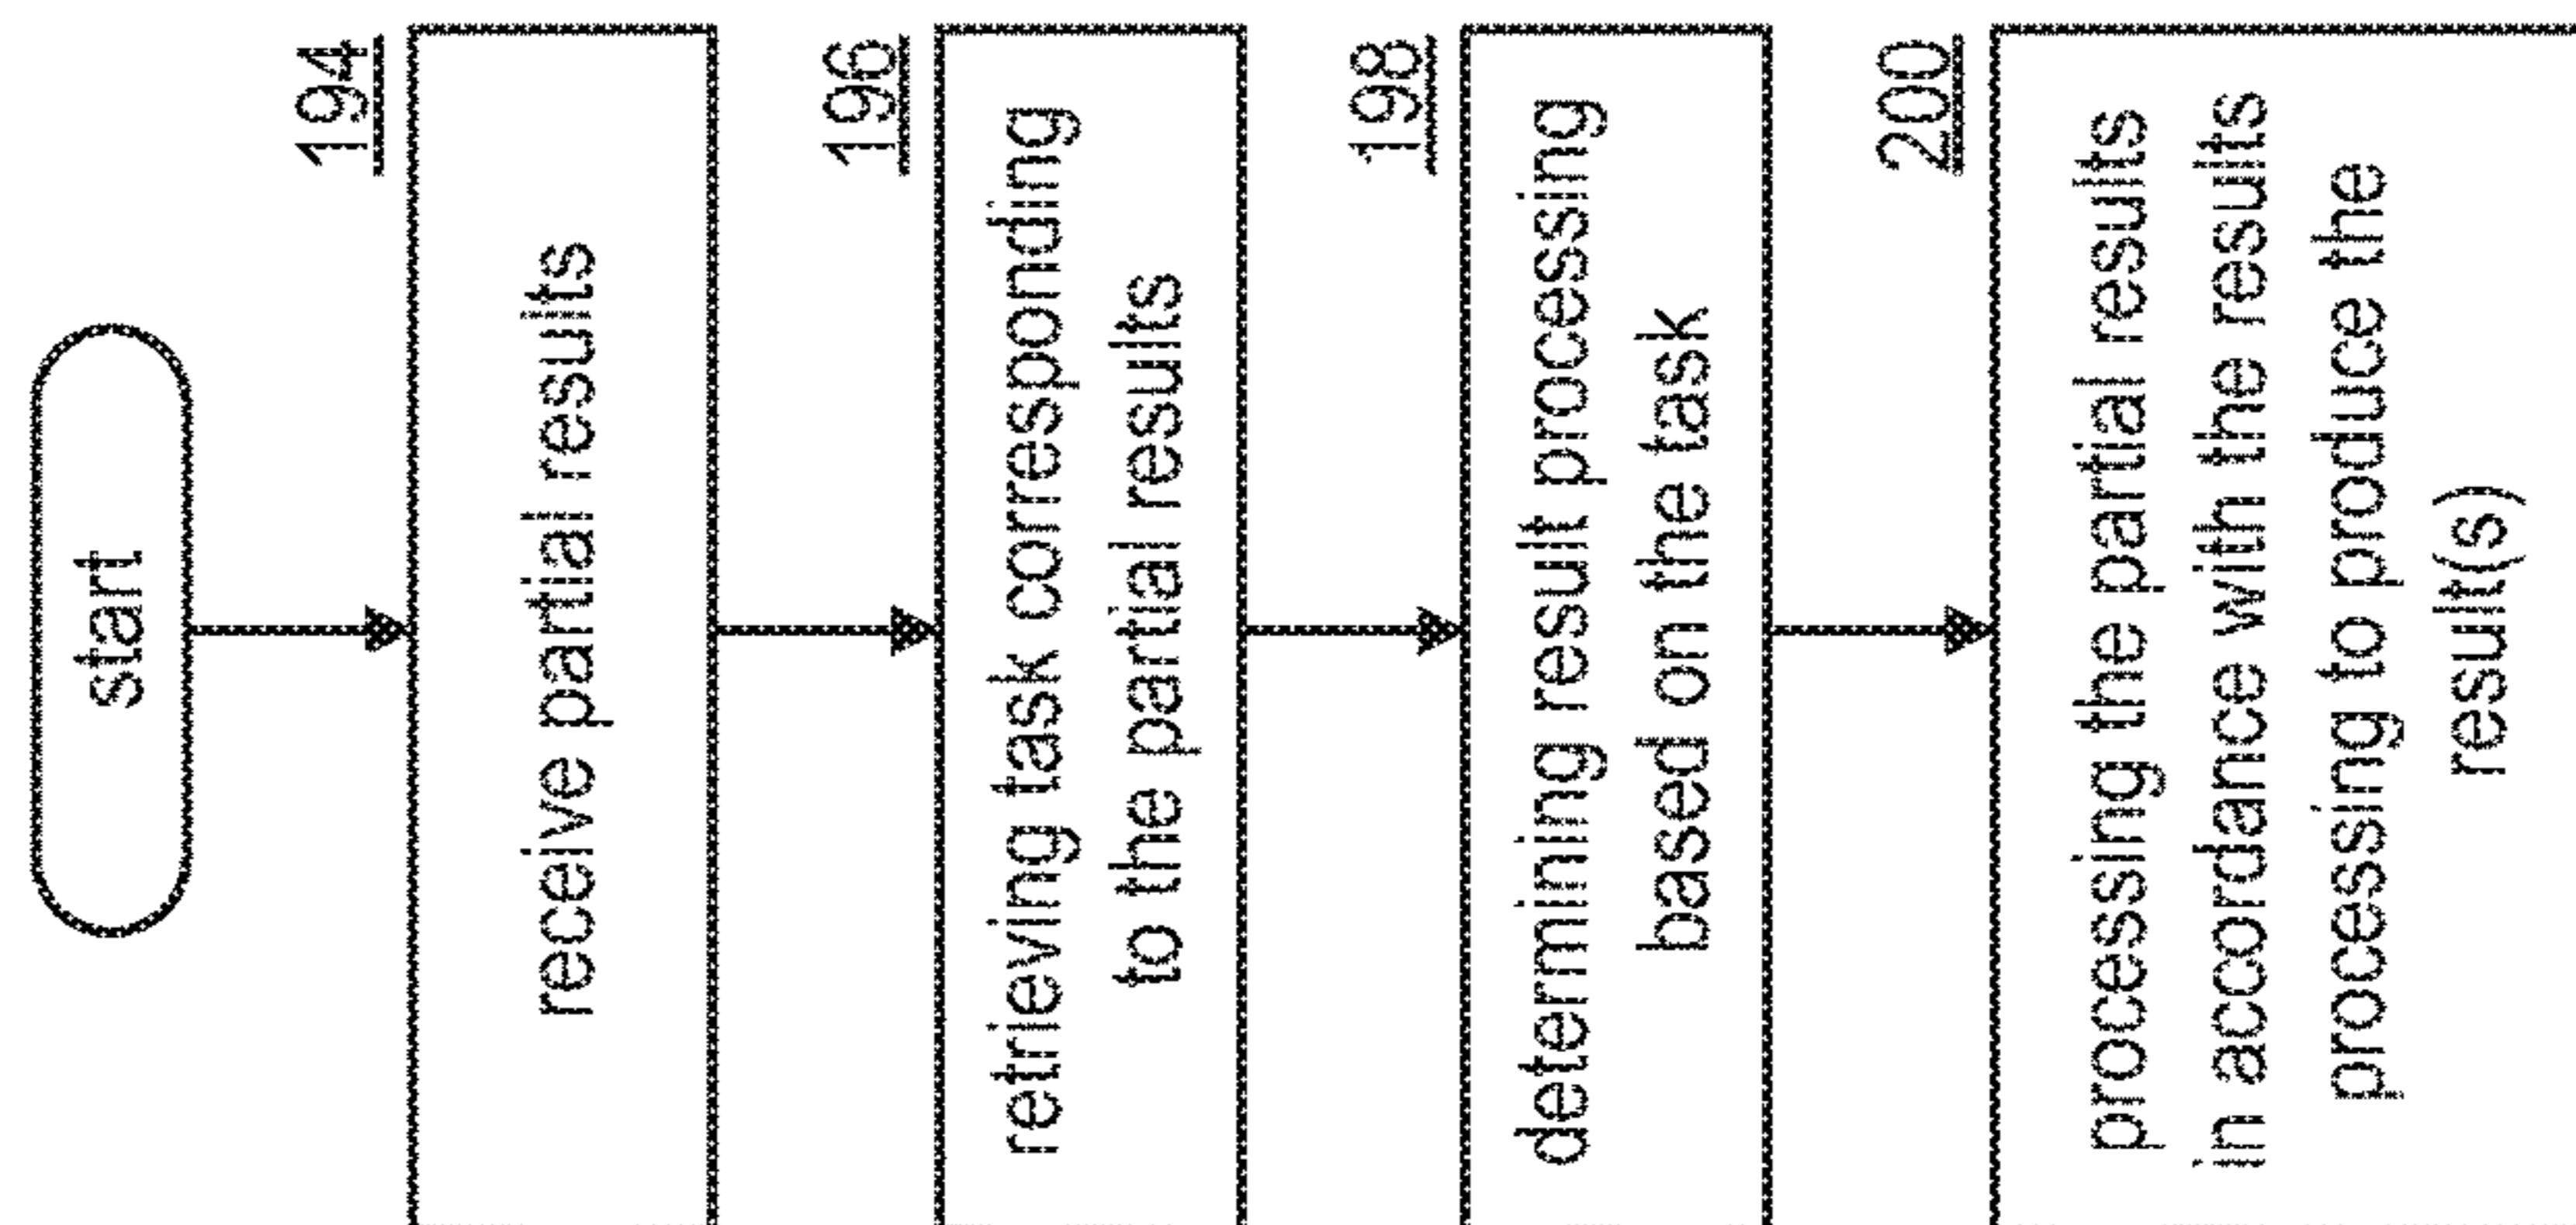 start
194
receive partial results
196
retrieving task corresponding
to the partial results
198
determining result processing
based on the task
200
processing the partial results
in accordance with the results
processing to produce the
result(s)